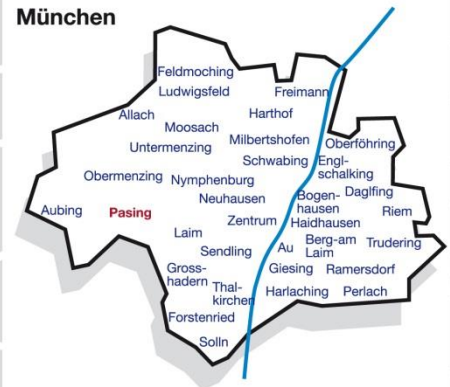 München
Feldmoching
Ludwigsfeld
Freimann
Allach
Harthof
Moosach
Untermenzing
Milbertshofen
Oberföhring
Schwabing
Engl-
schalking
Obermenzing
Nymphenburg
Daglfing
Neuhausen
Bogen-
hausen
Aubing
Pasing
Riem
Zentrum
Haidhausen
Laim
Sendling
Au
Berg-am
Laim
Trudering
Gross-
hadern
Giesing
Ramersdorf
Thal-
kirchen
Harlaching
Perlach
Forstenried
Solln